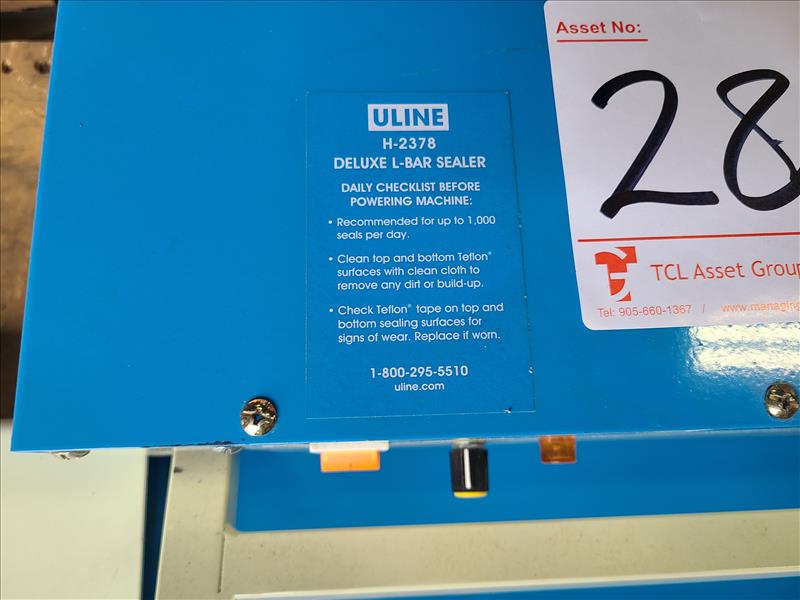 ULINE
H-2378
DELUXE L-BAR SEALER
DAILY CHECKLIST BEFORE
POWERING MACHINE:
• Recommended for up to 1,000
seals per day.
• Clean top and bottom Teflon®
surfaces with clean cloth to
remove any dirt or build-up.
• Check Teflon® tape on top and
bottom sealing surfaces for
signs of wear. Replace if worn.
1-800-295-5510
uline.com
Asset No:
28
TCL Asset Group
Tel: 905-660-1367 / www.managing